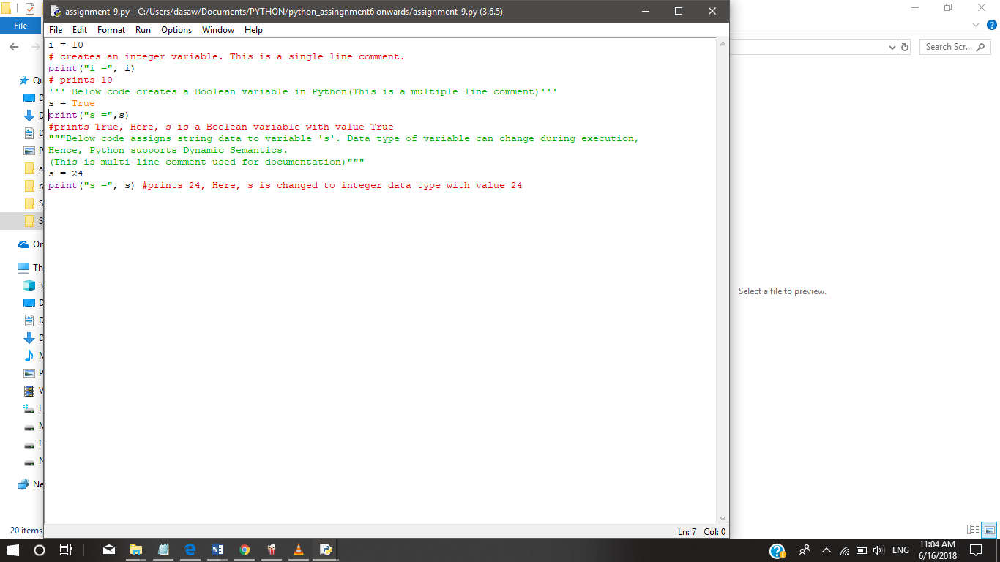 assignment-9.py - C:/Users/dasaw/Documents/PYTHON/python_assingnment6 onwards/assignment-9.py (3.6.5)
File
File Edit Format Run Options Window Help
i = 10
# creates an integer variable. This is a single line comment.
print("i =", i)
# prints 10
''' Below code creates a Boolean variable in Python(This is a multiple line comment)'''
s = True
print("s =",s)
#prints True, Here, s is a Boolean variable with value True
"""Below code assigns string data to variable 's'. Data type of variable can change during execution,
Hence, Python supports Dynamic Semantics.
(This is multi-line comment used for documentation)"""
s = 24
print("s =", s) #prints 24, Here, s is changed to integer data type with value 24
Search Scr...
Select a file to preview.
20 items
Ln: 7 Col: 0
ENG
11:04 AM
6/16/2018